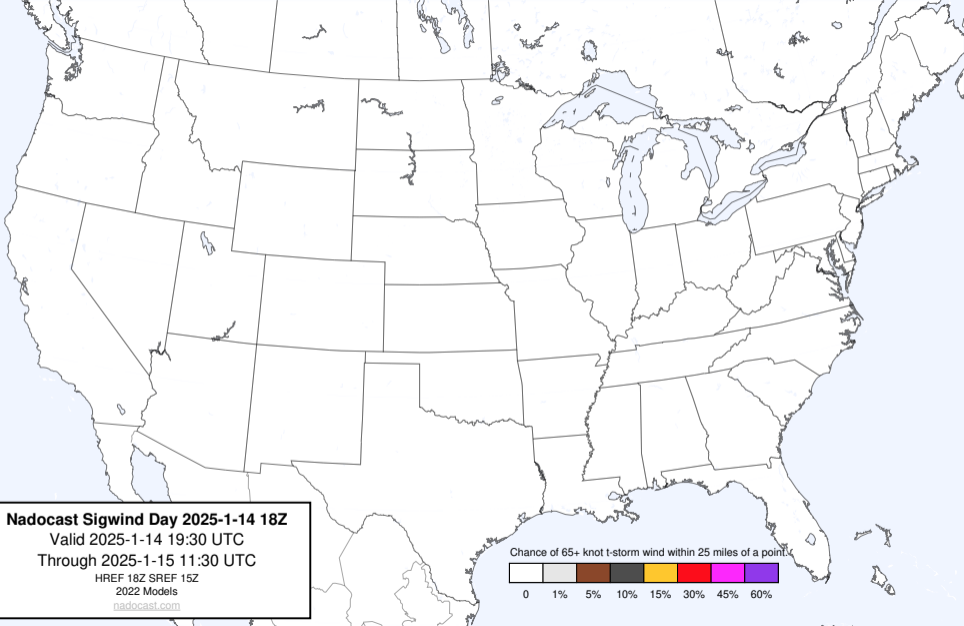 Nadocast Sigwind Day 2025-1-14 18Z
Valid 2025-1-14 19:30 UTC
Through 2025-1-15 11:30 UTC
HREF 18Z SREF 15Z
2022 Models
nadocast.com
Chance of 65+ knot t-storm wind within 25 miles of a point.
0 1% 5% 10% 15% 30% 45% 60%